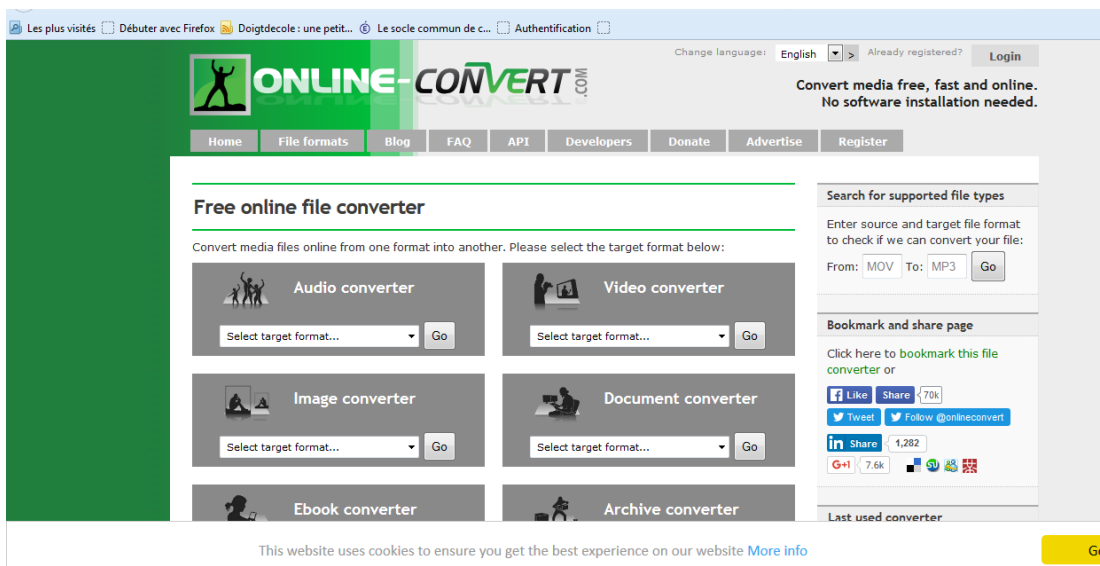 Les plus visités Débuter avec Firefox Doigtdecole : une petit... Le socle commun de c... Authentification
Change language: English > Already registered? Login
ONLINE-CONVERT.COM
Convert media free, fast and online.
No software installation needed.
Home File formats Blog FAQ API Developers Donate Advertise Register
Free online file converter
Convert media files online from one format into another. Please select the target format below:
Audio converter
Select target format... Go
Video converter
Select target format... Go
Image converter
Select target format... Go
Document converter
Select target format... Go
Ebook converter
Archive converter
Search for supported file types
Enter source and target file format
to check if we can convert your file:
From: MOV To: MP3 Go
Bookmark and share page
Click here to bookmark this file
converter or
Like Share 70k
Tweet Follow @onlineconvert
in Share 1,282
G+1 7.6k
Last used converter
This website uses cookies to ensure you get the best experience on our website More info